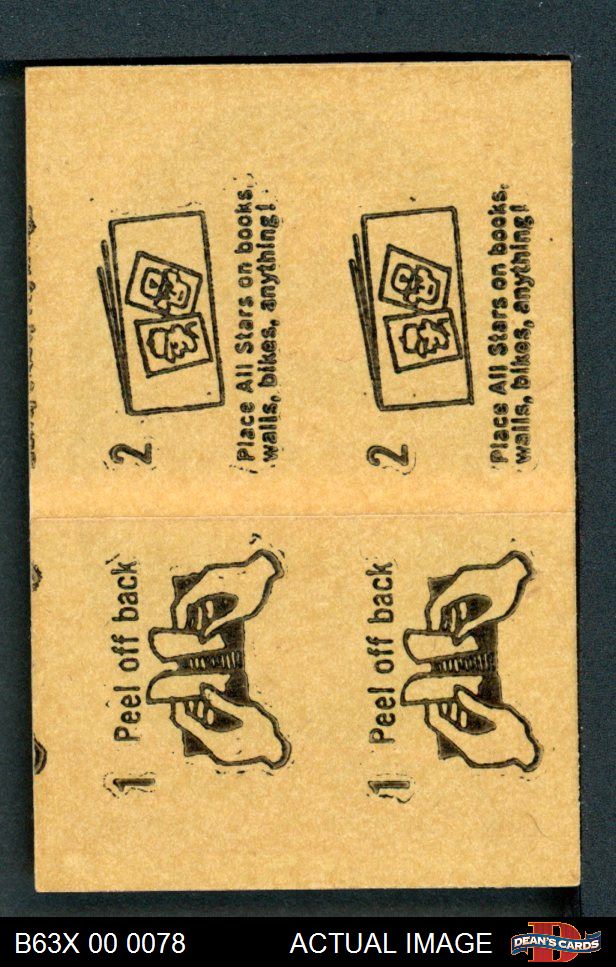 1 Peel off back
2
Place All Stars on books,
walls, bikes, anything!
1 Peel off back
2
Place All Stars on books,
walls, bikes, anything!
B63X 00 0078
ACTUAL IMAGE
DEAN'S CARDS